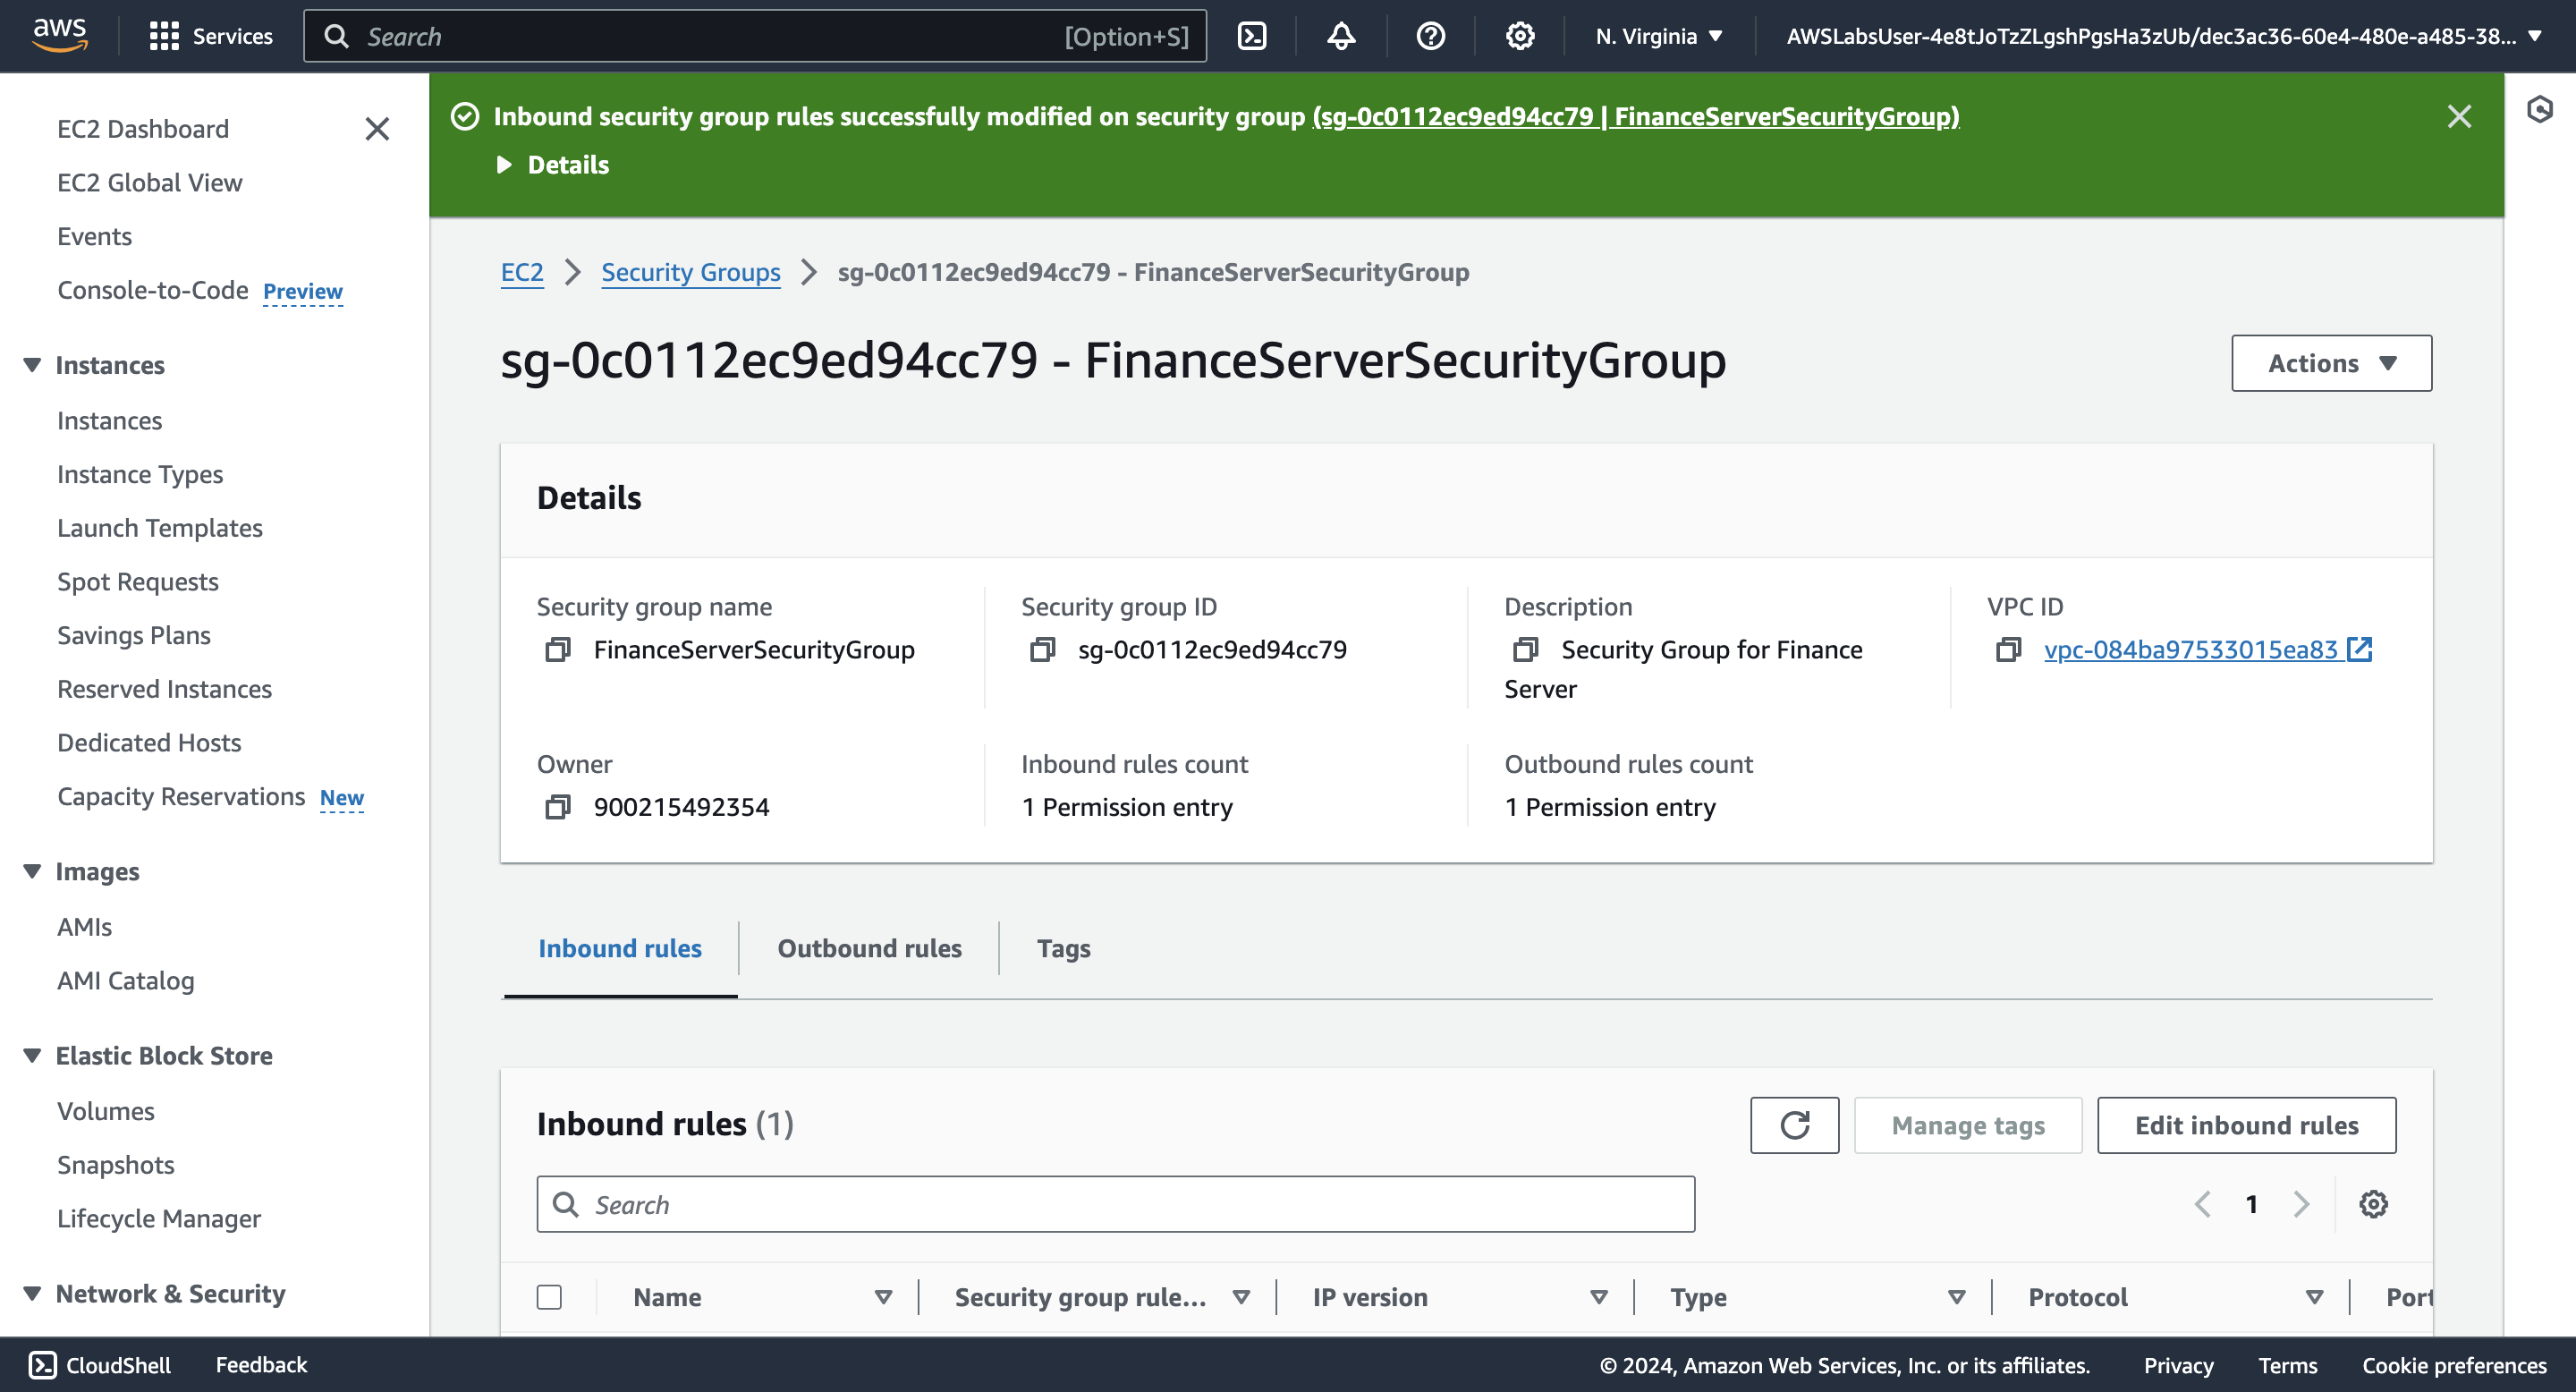 aws
Services
Search
[Option+S]
N. Virginia
AWSLabsUser-4e8tJoTzZLgshPgsHa3zUb/dec3ac36-60e4-480e-a485-38...
EC2 Dashboard
EC2 Global View
Events
Console-to-Code Preview
Instances
Instances
Instance Types
Launch Templates
Spot Requests
Savings Plans
Reserved Instances
Dedicated Hosts
Capacity Reservations New
Images
AMIs
AMI Catalog
Elastic Block Store
Volumes
Snapshots
Lifecycle Manager
Network & Security
Inbound security group rules successfully modified on security group (sg-0c0112ec9ed94cc79 | FinanceServerSecurityGroup)
Details
EC2 > Security Groups > sg-0c0112ec9ed94cc79 - FinanceServerSecurityGroup
sg-0c0112ec9ed94cc79 - FinanceServerSecurityGroup
Actions
Details
Security group name
FinanceServerSecurityGroup
Security group ID
sg-0c0112ec9ed94cc79
Description
Security Group for Finance
Server
VPC ID
vpc-084ba97533015ea83
Owner
900215492354
Inbound rules count
1 Permission entry
Outbound rules count
1 Permission entry
Inbound rules
Outbound rules
Tags
Inbound rules (1)
Manage tags
Edit inbound rules
Search
1
Name
Security group rule...
IP version
Type
Protocol
Port
CloudShell
Feedback
© 2024, Amazon Web Services, Inc. or its affiliates.
Privacy
Terms
Cookie preferences